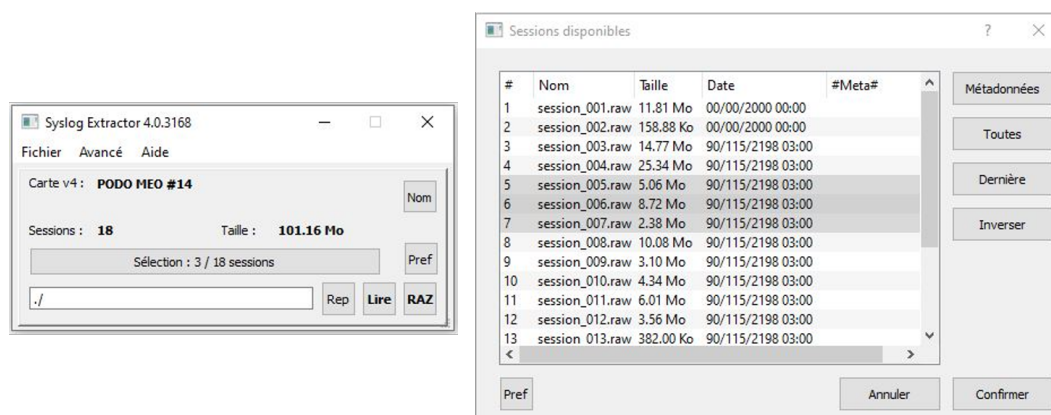 Syslog Extractor 4.0.3168
Fichier Avancé Aide
Carte v4 : PODO MEO #14
Nom
Sessions : 18 Taille : 101.16 Mo
Sélection : 3 / 18 sessions
Pref
./ Rep Lire RAZ
Sessions disponibles
# Nom Taille Date #Meta#
1 session_001.raw 11.81 Mo 00/00/2000 00:00
2 session_002.raw 158.88 Ko 00/00/2000 00:00
3 session_003.raw 14.77 Mo 90/115/2198 03:00
4 session_004.raw 25.34 Mo 90/115/2198 03:00
5 session_005.raw 5.06 Mo 90/115/2198 03:00
6 session_006.raw 8.72 Mo 90/115/2198 03:00
7 session_007.raw 2.38 Mo 90/115/2198 03:00
8 session_008.raw 10.08 Mo 90/115/2198 03:00
9 session_009.raw 3.10 Mo 90/115/2198 03:00
10 session_010.raw 4.34 Mo 90/115/2198 03:00
11 session_011.raw 6.01 Mo 90/115/2198 03:00
12 session_012.raw 3.56 Mo 90/115/2198 03:00
13 session_013.raw 382.00 Ko 90/115/2198 03:00
Métadonnées
Toutes
Dernière
Inverser
Pref Annuler Confirmer